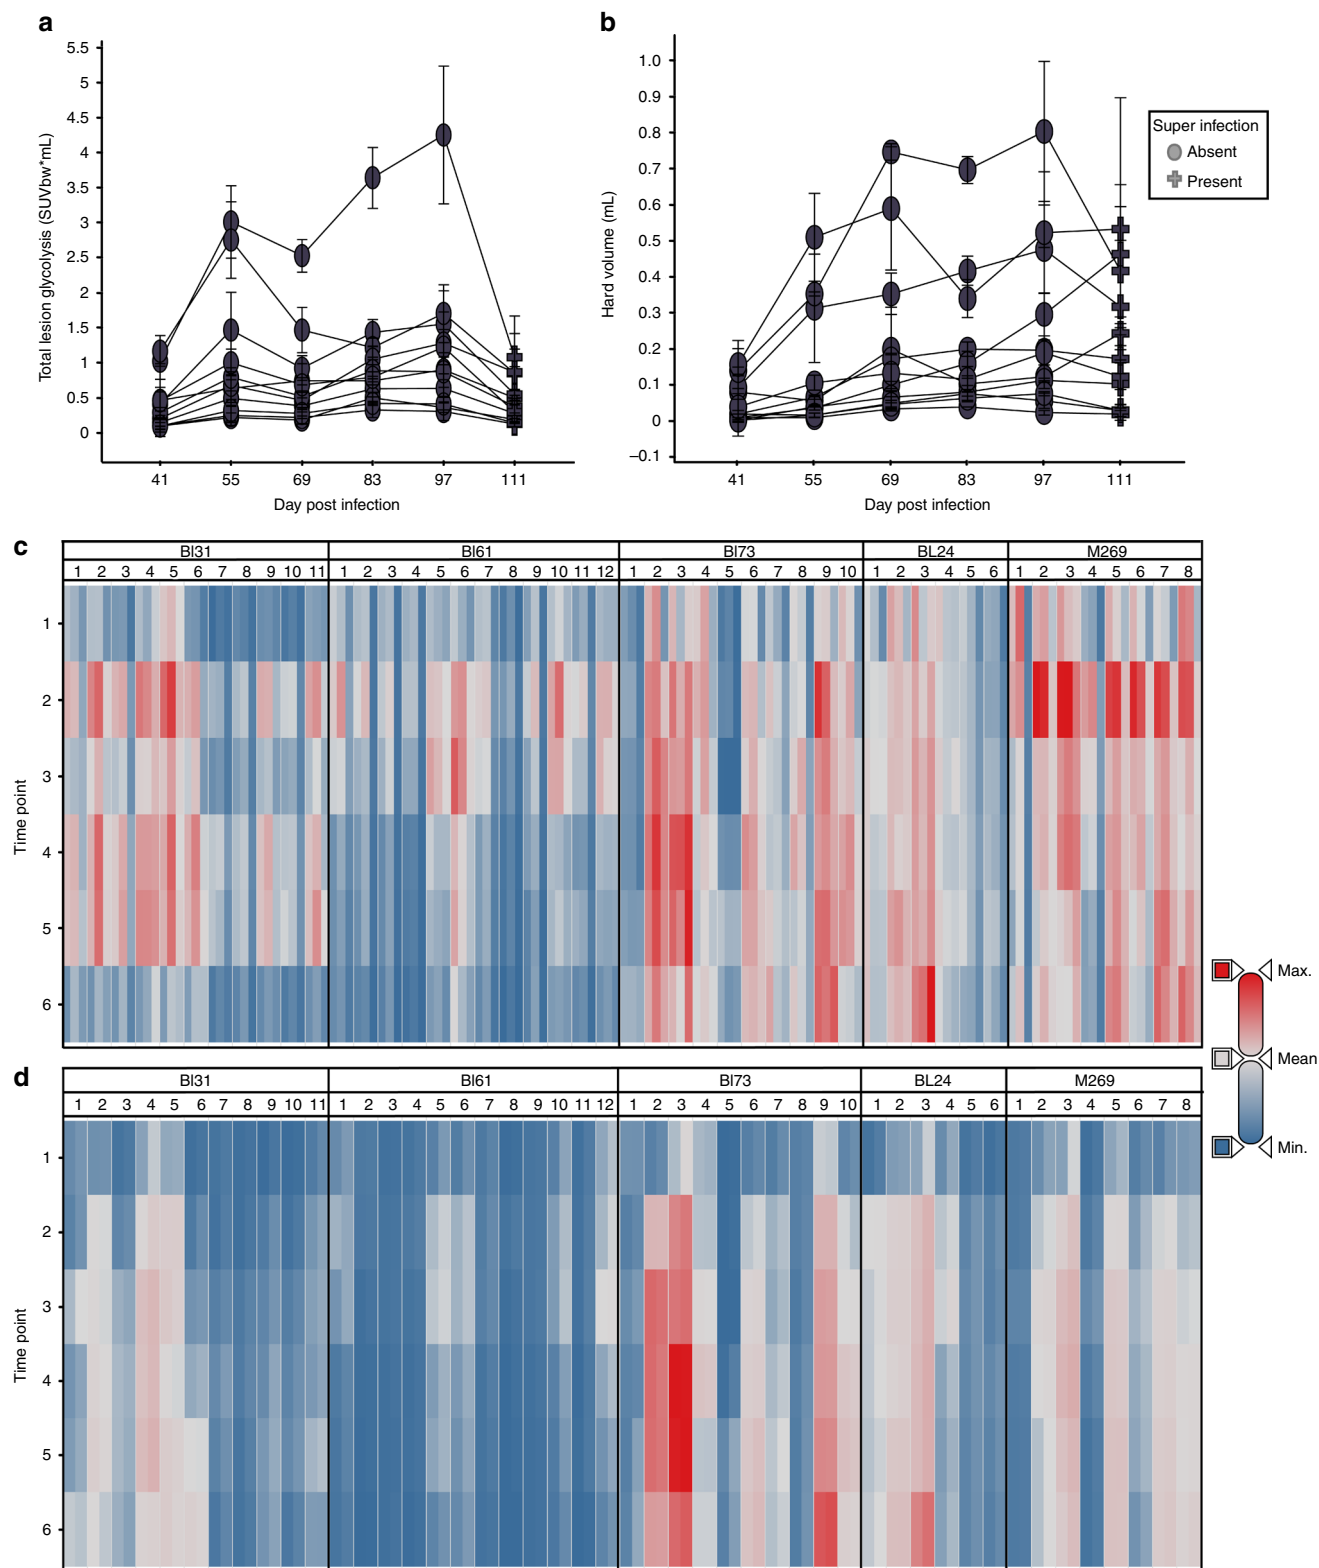 a
5.5
5
4.5
4
3.5
3
2.5
2
1.5
1
0.5
0
Total lesion glycolysis (SUVbw*mL)
41 55 69 83 97 111
Day post infection
b
1.0
0.9
0.8
0.7
0.6
0.5
0.4
0.3
0.2
0.1
0
–0.1
Hard volume (mL)
41 55 69 83 97 111
Day post infection
Super infection
Absent
Present
c
BI31 BI61 BI73 BL24 M269
1 2 3 4 5 6 7 8 9 10 11 1 2 3 4 5 6 7 8 9 10 11 12 1 2 3 4 5 6 7 8 9 10 1 2 3 4 5 6 1 2 3 4 5 6 7 8
Time point
1
2
3
4
5
6
Max.
Mean
Min.
d
BI31 BI61 BI73 BL24 M269
1 2 3 4 5 6 7 8 9 10 11 1 2 3 4 5 6 7 8 9 10 11 12 1 2 3 4 5 6 7 8 9 10 1 2 3 4 5 6 1 2 3 4 5 6 7 8
Time point
1
2
3
4
5
6